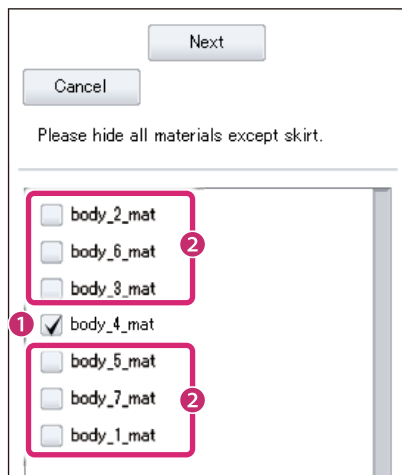 Next
Cancel
Please hide all materials except skirt.
body_2_mat
body_6_mat
2
body_3_mat
1 body_4_mat
body_5_mat
body_7_mat
2
body_1_mat